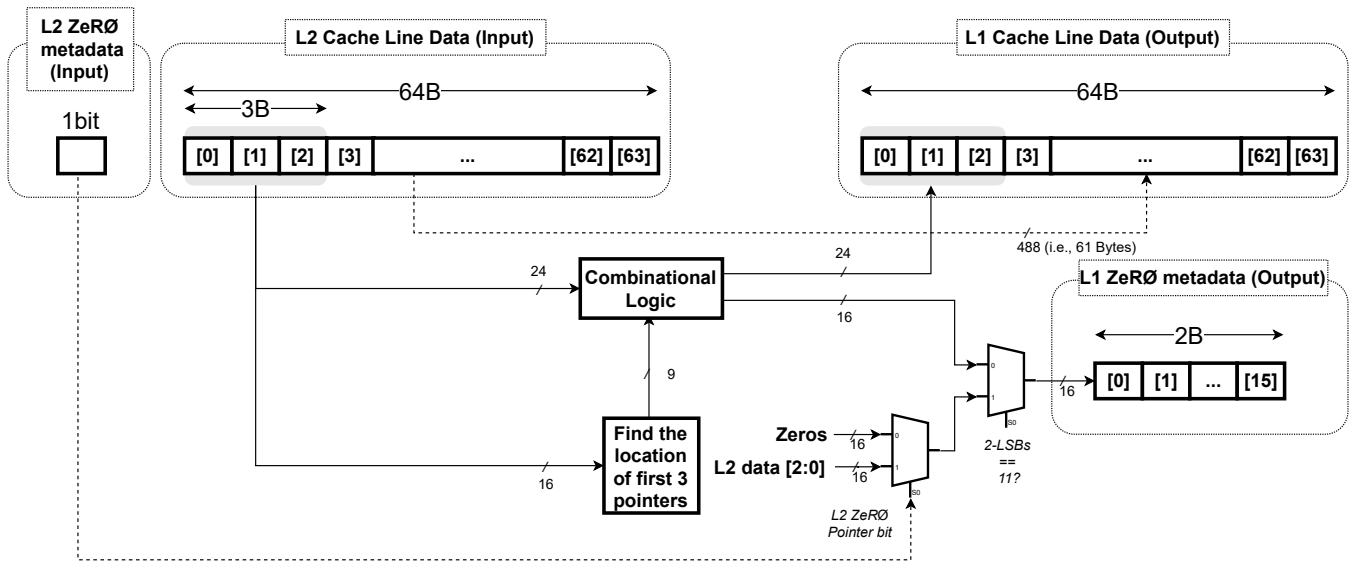 L2 ZeRØ
metadata
(Input)
1bit
L2 Cache Line Data (Input)
64B
3B
[0] [1] [2] [3] ... [62] [63]
L1 Cache Line Data (Output)
64B
[0] [1] [2] [3] ... [62] [63]
488 (i.e., 61 Bytes)
24
Combinational
Logic
24
16
9
16
Find the
location
of first 3
pointers
Zeros
16
L2 data [2:0]
16
0
1
S0
L2 ZeRØ
Pointer bit
0
1
S0
2-LSBs
==
11?
16
L1 ZeRØ metadata (Output)
2B
[0] [1] ... [15]